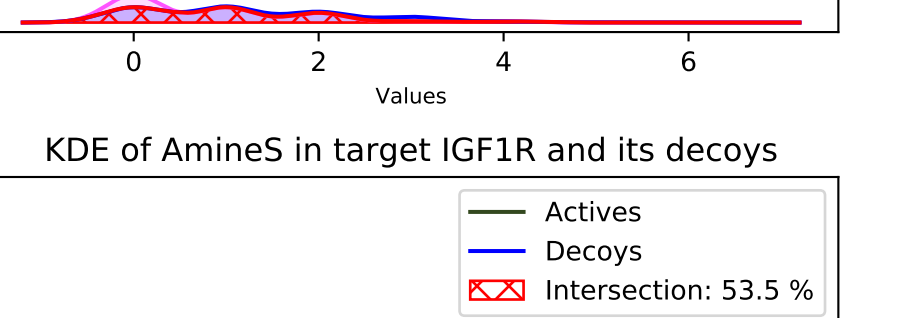 0 2 4 6
Values
KDE of AmineS in target IGF1R and its decoys
Actives
Decoys
Intersection: 53.5 %